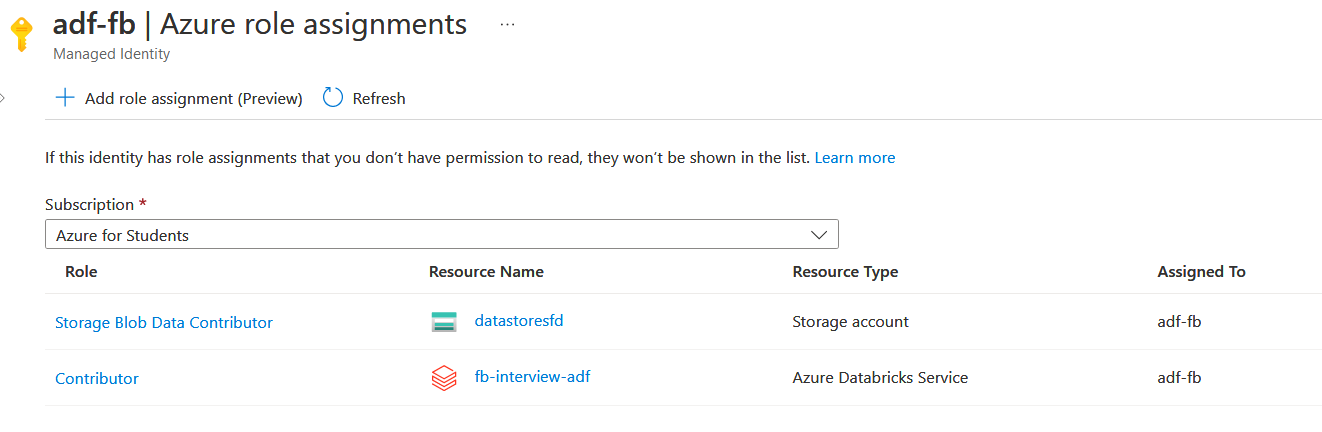 adf-fb | Azure role assignments ...
Managed Identity
Add role assignment (Preview) Refresh
If this identity has role assignments that you don’t have permission to read, they won’t be shown in the list. Learn more
Subscription *
Azure for Students
Role Resource Name Resource Type Assigned To
Storage Blob Data Contributor datastoresfd Storage account adf-fb
Contributor fb-interview-adf Azure Databricks Service adf-fb